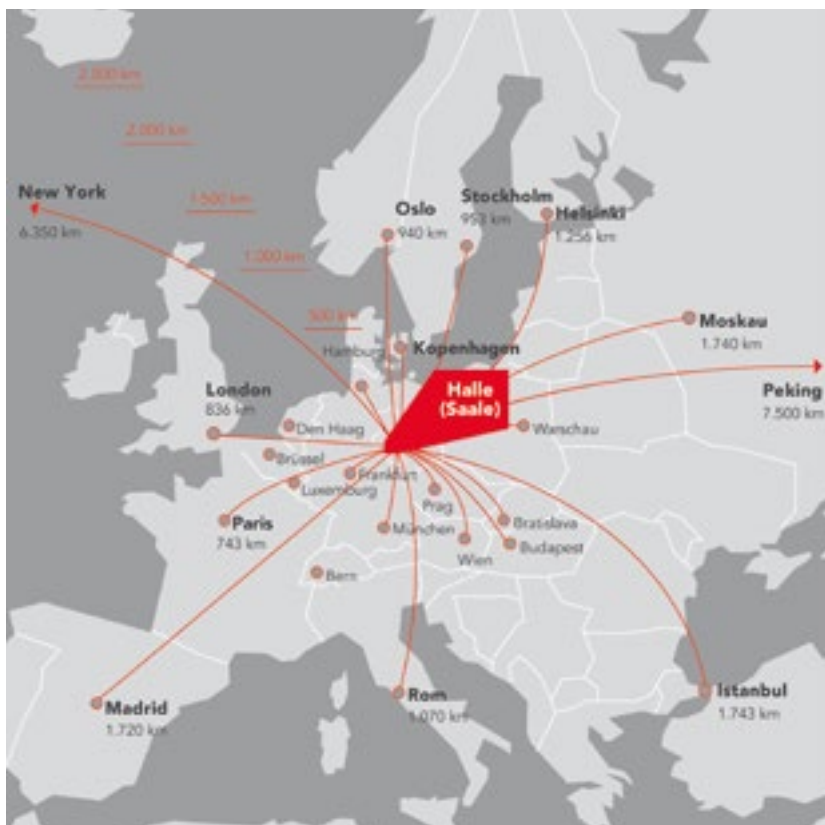 2.000 km
New York
6.350 km
1.500 km
1.000 km
500 km
Oslo
940 km
Stockholm
953 km
Helsinki
1.256 km
Moskau
1.740 km
Peking
7.500 km
Hamburg
Kopenhagen
Halle
(Saale)
London
836 km
Den Haag
Warschau
Brüssel
Frankfurt
Luxemburg
Prag
Paris
743 km
München
Bratislava
Wien
Budapest
Bern
Madrid
1.720 km
Rom
1.070 km
Istanbul
1.743 km